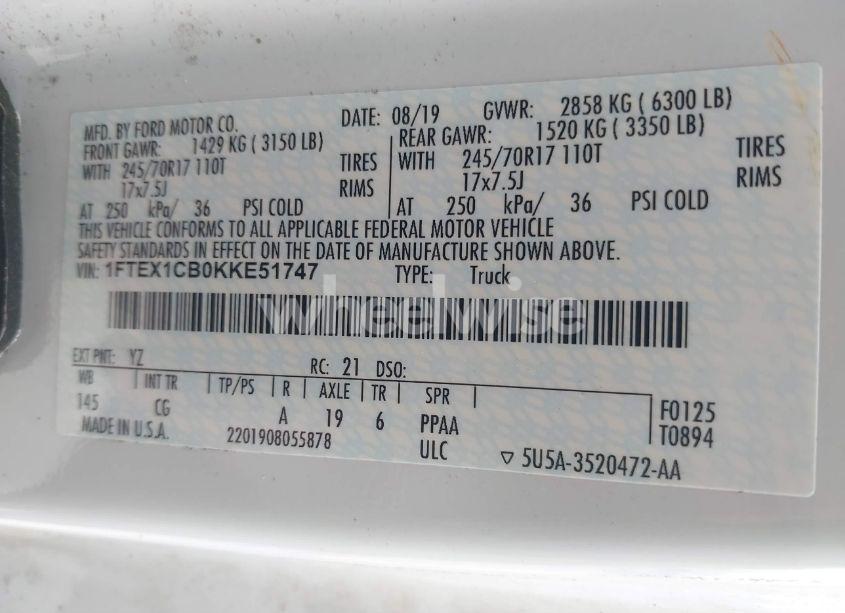 MFD. BY FORD MOTOR CO.
DATE: 08/19 GVWR: 2858 KG ( 6300 LB)
FRONT GAWR: 1429 KG ( 3150 LB)
REAR GAWR: 1520 KG ( 3350 LB)
WITH 245/70R17 110T TIRES
WITH 245/70R17 110T TIRES
17x7.5J RIMS
17x7.5J RIMS
AT 250 kPa/ 36 PSI COLD
AT 250 kPa/ 36 PSI COLD
THIS VEHICLE CONFORMS TO ALL APPLICABLE FEDERAL MOTOR VEHICLE
SAFETY STANDARDS IN EFFECT ON THE DATE OF MANUFACTURE SHOWN ABOVE.
VIN: 1FTEX1CB0KKE51747 TYPE: Truck
wheelwise
EXT PNT: YZ RC: 21 DSO:
WB INT TR TP/PS R AXLE TR SPR
145 CG A 19 6 PPAA F0125
MADE IN U.S.A. 2201908055878 ULC T0894
▽ 5U5A-3520472-AA